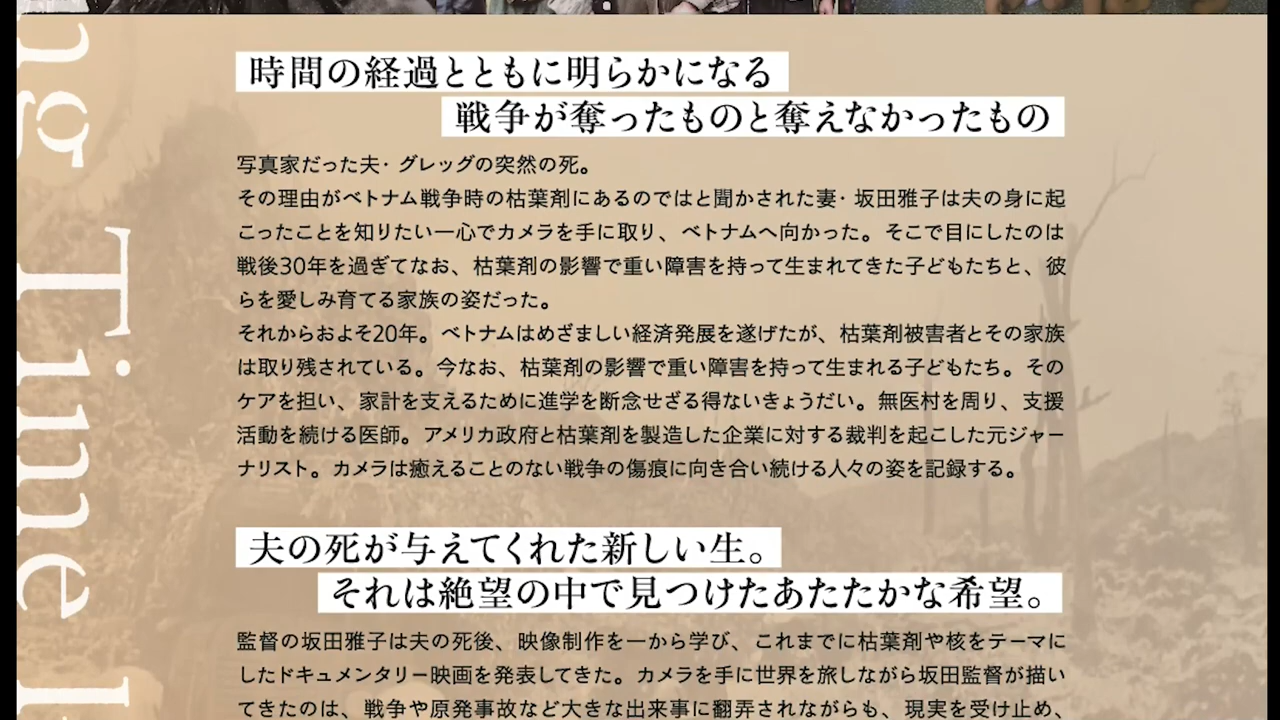 ng Time
時間の経過とともに明らかになる
戦争が奪ったものと奪えなかったもの
写真家だった夫・グレッグの突然の死。
その理由がベトナム戦争時の枯葉剤にあるのではと聞かされた妻・坂田雅子は夫の身に起
こったことを知りたい一心でカメラを手に取り、ベトナムへ向かった。そこで目にしたのは
戦後30年を過ぎてなお、枯葉剤の影響で重い障害を持って生まれてきた子どもたちと、彼
らを愛しみ育てる家族の姿だった。
それからおよそ20年。ベトナムはめざましい経済発展を遂げたが、枯葉剤被害者とその家族
は取り残されている。今なお、枯葉剤の影響で重い障害を持って生まれる子どもたち。その
ケアを担い、家計を支えるために進学を断念せざる得ないきょうだい。無医村を周り、支援
活動を続ける医師。アメリカ政府と枯葉剤を製造した企業に対する裁判を起こした元ジャー
ナリスト。カメラは癒えることのない戦争の傷痕に向き合い続ける人々の姿を記録する。
夫の死が与えてくれた新しい生。
それは絶望の中で見つけたあたたかな希望。
監督の坂田雅子は夫の死後、映像制作を一から学び、これまでに枯葉剤や核をテーマに
したドキュメンタリー映画を発表してきた。カメラを手に世界を旅しながら坂田監督が描い
てきたのは、戦争や原発事故など大きな出来事に翻弄されながらも、現実を受け止め、